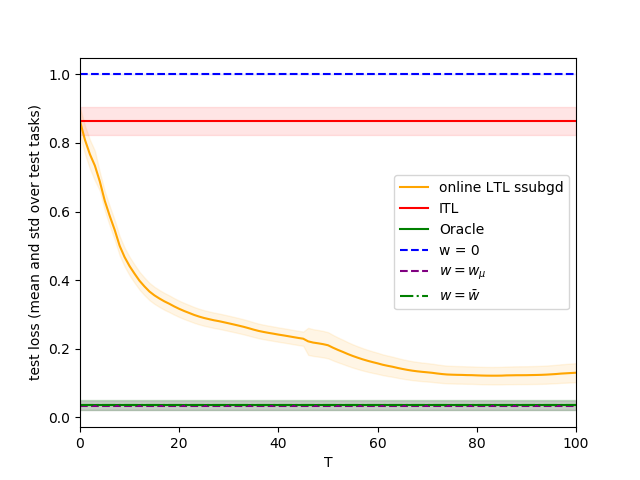 1.0
0.8
0.6
0.4
0.2
0.0
test loss (mean and std over test tasks)
online LTL ssubgd
ITL
Oracle
w = 0
w = w_μ
w = w̄
0 20 40 60 80 100
T